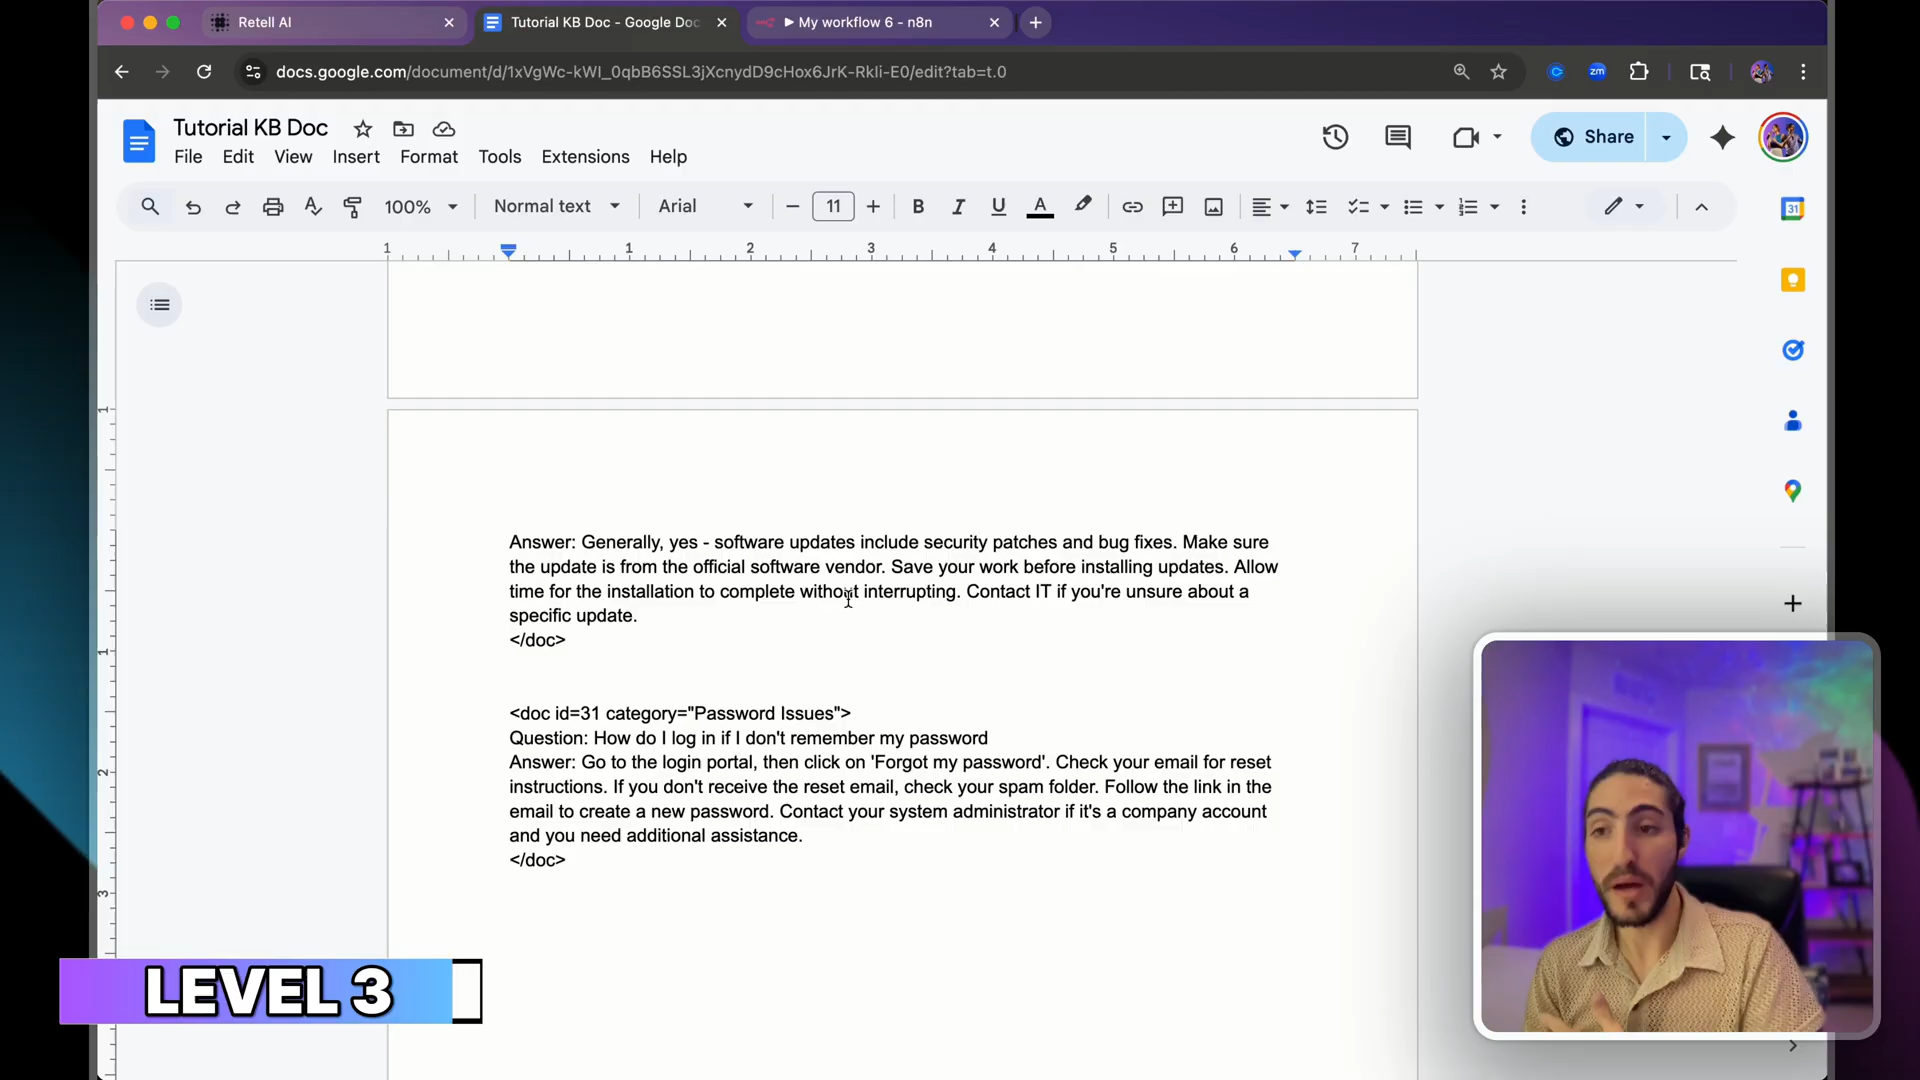 Retell AI
Tutorial KB Doc - Google Doc
My workflow 6 - n8n
docs.google.com/document/d/1xVgWc-kWI_0qbB6SSL3jXcnydD9cHox6JrK-Rkli-E0/edit?tab=t.0
Tutorial KB Doc
File Edit View Insert Format Tools Extensions Help
Share
100% Normal text Arial 11
1 1 2 3 4 5 6 7
Answer: Generally, yes - software updates include security patches and bug fixes. Make sure
the update is from the official software vendor. Save your work before installing updates. Allow
time for the installation to complete without interrupting. Contact IT if you're unsure about a
specific update.
</doc>
<doc id=31 category="Password Issues">
Question: How do I log in if I don't remember my password
Answer: Go to the login portal, then click on 'Forgot my password'. Check your email for reset
instructions. If you don't receive the reset email, check your spam folder. Follow the link in the
email to create a new password. Contact your system administrator if it's a company account
and you need additional assistance.
</doc>
LEVEL 3